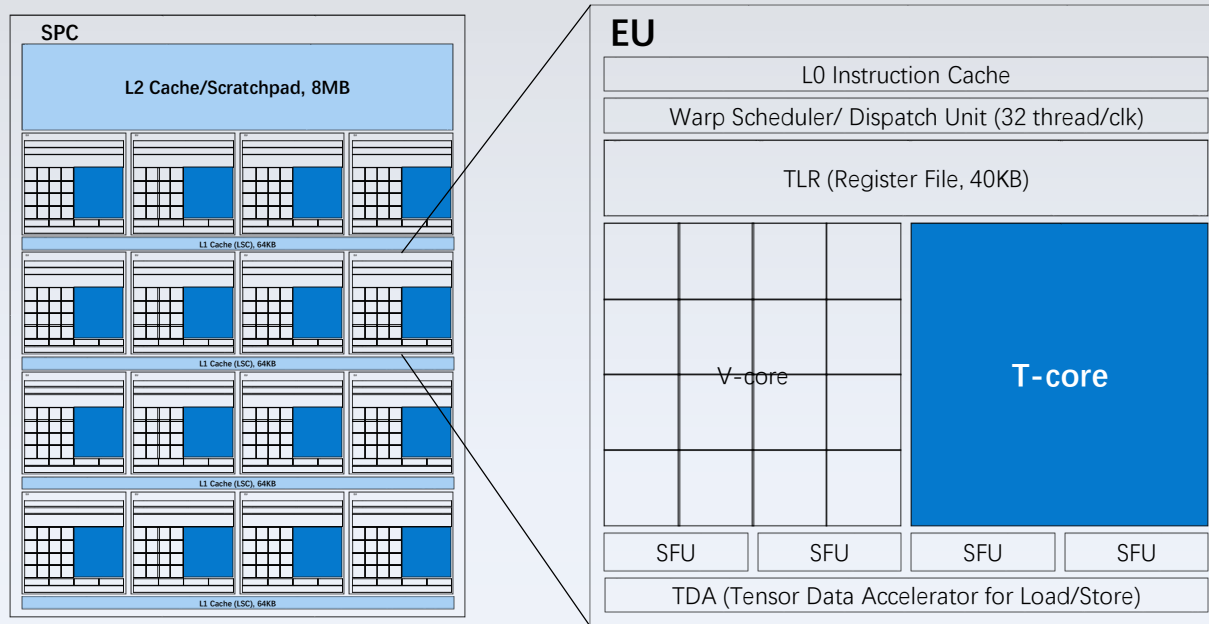 SPC
L2 Cache/Scratchpad, 8MB
L1 Cache (LSC), 64KB
L1 Cache (LSC), 64KB
L1 Cache (LSC), 64KB
L1 Cache (LSC), 64KB
EU
L0 Instruction Cache
Warp Scheduler/ Dispatch Unit (32 thread/clk)
TLR (Register File, 40KB)
V-core
T-core
SFU
SFU
SFU
SFU
TDA (Tensor Data Accelerator for Load/Store)